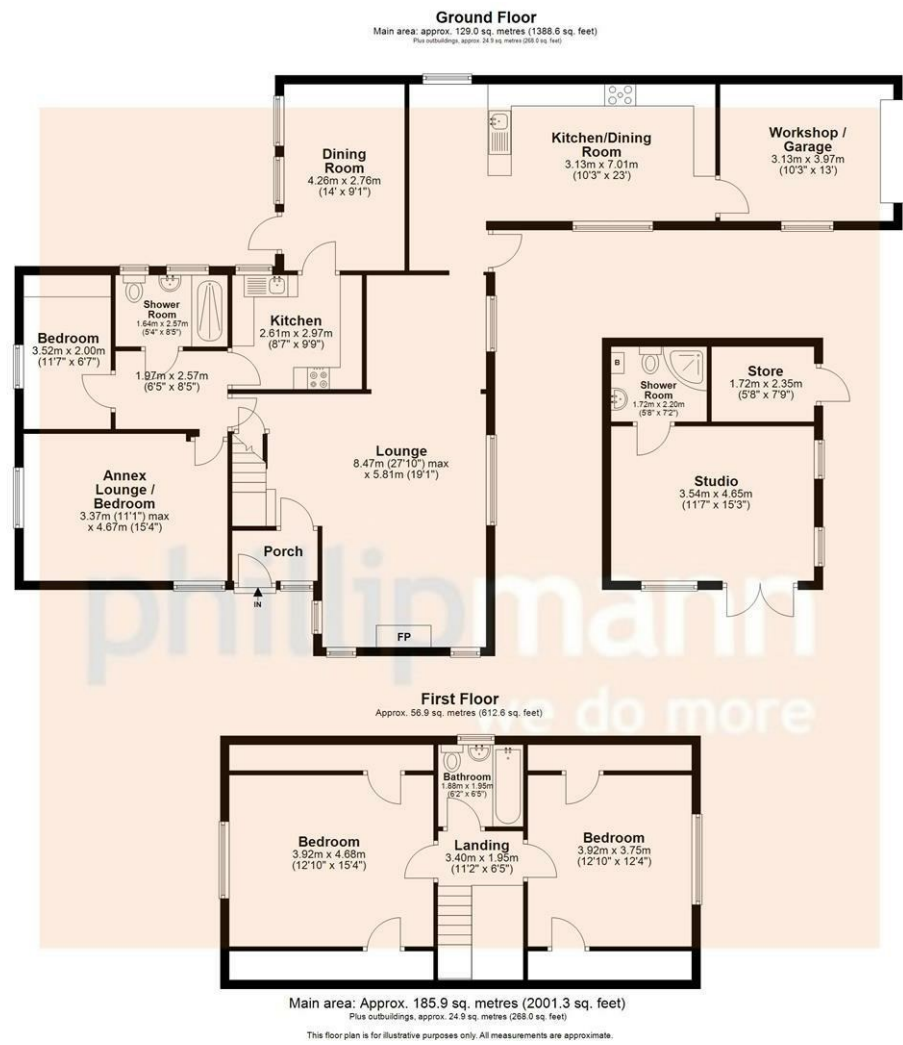 Ground Floor
Main area: approx. 129.0 sq. metres (1388.6 sq. feet)
Plus outbuildings, approx. 24.9 sq. metres (268.0 sq. feet)
Dining
Room
4.26m x 2.76m
(14' x 9'1")
Kitchen/Dining
Room
3.13m x 7.01m
(10'3" x 23')
Workshop /
Garage
3.13m x 3.97m
(10'3" x 13')
Bedroom
3.52m x 2.00m
(11'7" x 6'7")
Shower
Room
1.64m x 2.57m
(5'4" x 8'5")
1.97m x 2.57m
(6'5" x 8'5")
Kitchen
2.61m x 2.97m
(8'7" x 9'9")
Lounge
8.47m (27'10") max
x 5.81m (19'1")
Annex
Lounge /
Bedroom
3.37m (11'1") max
x 4.67m (15'4")
Porch
IN
FP
B
Shower
Room
1.72m x 2.20m
(5'8" x 7'2")
Store
1.72m x 2.35m
(5'8" x 7'9")
Studio
3.54m x 4.65m
(11'7" x 15'3")
phillipmann
we do more
First Floor
Approx. 56.9 sq. metres (612.6 sq. feet)
Bedroom
3.92m x 4.68m
(12'10" x 15'4")
Bathroom
1.88m x 1.95m
(6'2" x 6'5")
Landing
3.40m x 1.95m
(11'2" x 6'5")
Bedroom
3.92m x 3.75m
(12'10" x 12'4")
Main area: Approx. 185.9 sq. metres (2001.3 sq. feet)
Plus outbuildings, approx. 24.9 sq. metres (268.0 sq. feet)
This floor plan is for illustrative purposes only. All measurements are approximate.